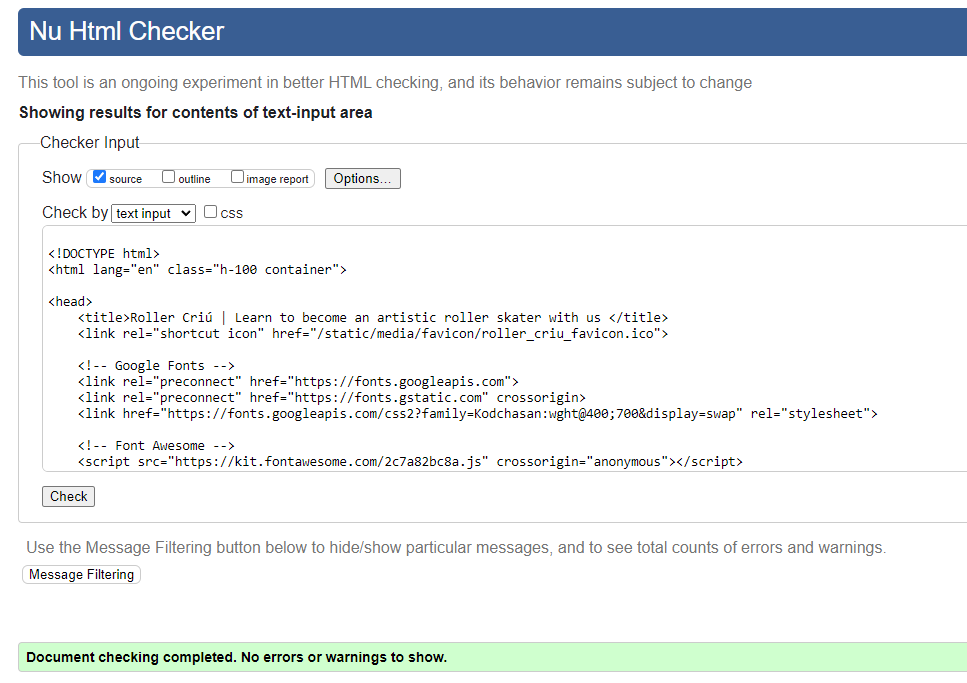 Nu Html Checker
This tool is an ongoing experiment in better HTML checking, and its behavior remains subject to change
Showing results for contents of text-input area
Checker Input
Show source outline image report Options...
Check by text input css
<!DOCTYPE html>
<html lang="en" class="h-100 container">
<head>
<title>Roller Criú | Learn to become an artistic roller skater with us </title>
<link rel="shortcut icon" href="/static/media/favicon/roller_criu_favicon.ico">
<!-- Google Fonts -->
<link rel="preconnect" href="https://fonts.googleapis.com">
<link rel="preconnect" href="https://fonts.gstatic.com" crossorigin>
<link href="https://fonts.googleapis.com/css2?family=Kodchasan:wght@400;700&display=swap" rel="stylesheet">
<!-- Font Awesome -->
<script src="https://kit.fontawesome.com/2c7a82bc8a.js" crossorigin="anonymous"></script>
Check
Use the Message Filtering button below to hide/show particular messages, and to see total counts of errors and warnings.
Message Filtering
Document checking completed. No errors or warnings to show.